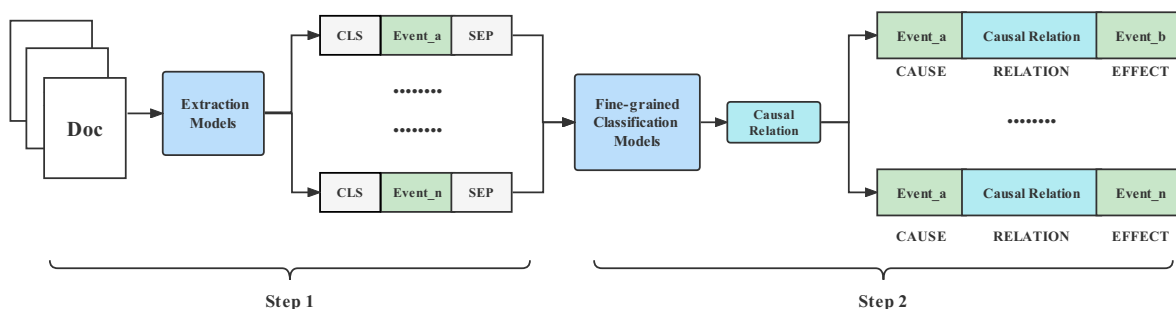 Doc
Extraction
Models
CLS Event_a SEP
CLS Event_n SEP
Fine-grained
Classification
Models
Causal
Relation
Event_a Causal Relation Event_b
CAUSE RELATION EFFECT
Event_a Causal Relation Event_n
CAUSE RELATION EFFECT
Step 1
Step 2